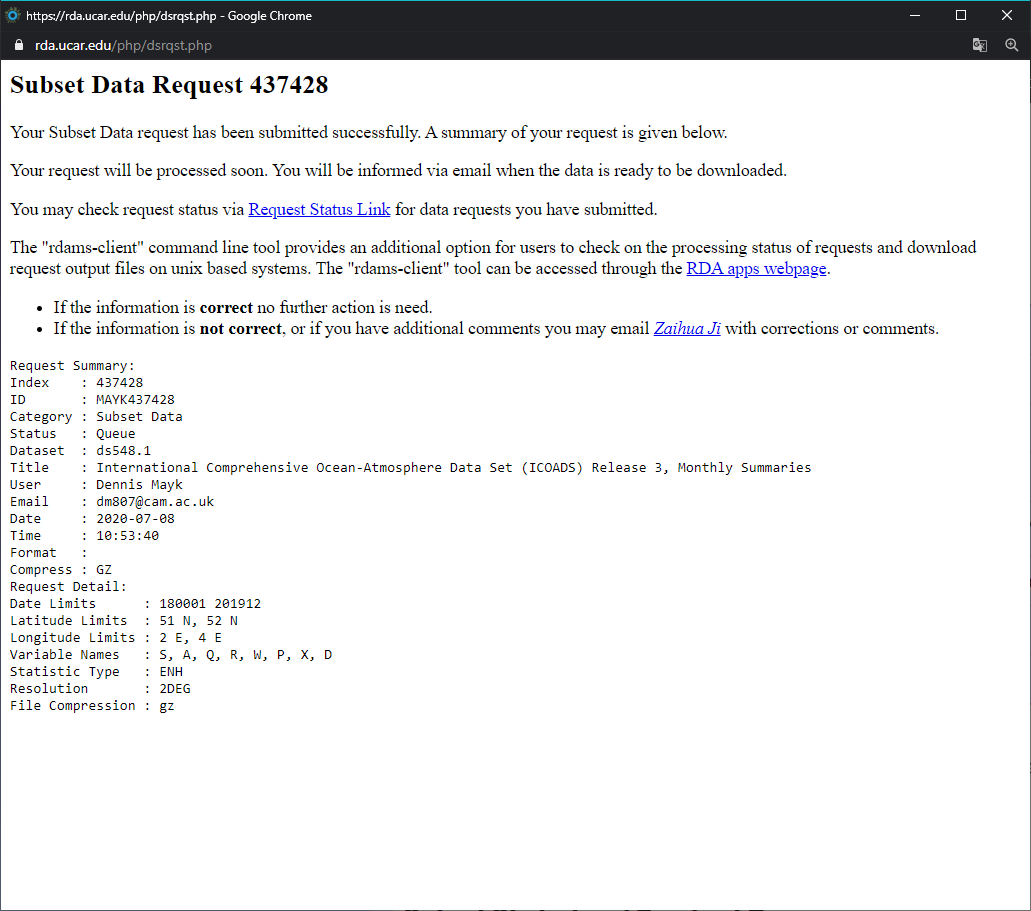 https://rda.ucar.edu/php/dsrqst.php - Google Chrome
rda.ucar.edu/php/dsrqst.php
Subset Data Request 437428
Your Subset Data request has been submitted successfully. A summary of your request is given below.
Your request will be processed soon. You will be informed via email when the data is ready to be downloaded.
You may check request status via Request Status Link for data requests you have submitted.
The "rdams-client" command line tool provides an additional option for users to check on the processing status of requests and download
request output files on unix based systems. The "rdams-client" tool can be accessed through the RDA apps webpage.
• If the information is correct no further action is need.
• If the information is not correct, or if you have additional comments you may email Zaihua Ji with corrections or comments.
Request Summary:
Index    : 437428
ID       : MAYK437428
Category : Subset Data
Status   : Queue
Dataset  : ds548.1
Title    : International Comprehensive Ocean-Atmosphere Data Set (ICOADS) Release 3, Monthly Summaries
User     : Dennis Mayk
Email    : dm807@cam.ac.uk
Date     : 2020-07-08
Time     : 10:53:40
Format   :
Compress : GZ
Request Detail:
Date Limits      : 180001 201912
Latitude Limits  : 51 N, 52 N
Longitude Limits : 2 E, 4 E
Variable Names   : S, A, Q, R, W, P, X, D
Statistic Type   : ENH
Resolution       : 2DEG
File Compression : gz